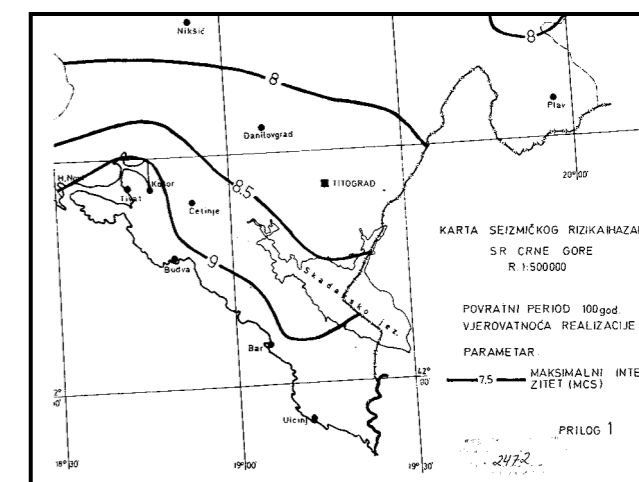 Nikšić
8
8
Plav
Danilovgrad
20°00'
8.5
TITOGRAD
H.Novi
Kotor
Tivat
Cetinje
KARTA SEIZMIČKOG RIZIKA(HAZAR
SR CRNE GORE
R. 1:500000
9
Skadarsko jez.
Budva
POVRATNI PERIOD 100god.
VJEROVATNOĆA REALIZACIJE
PARAMETAR.
Bar
42°
00'
7.5
MAKSIMALNI INTE
ZITET (MCS)
Ulcinj
PRILOG 1
2472
18°30'
19°00'
19°30'